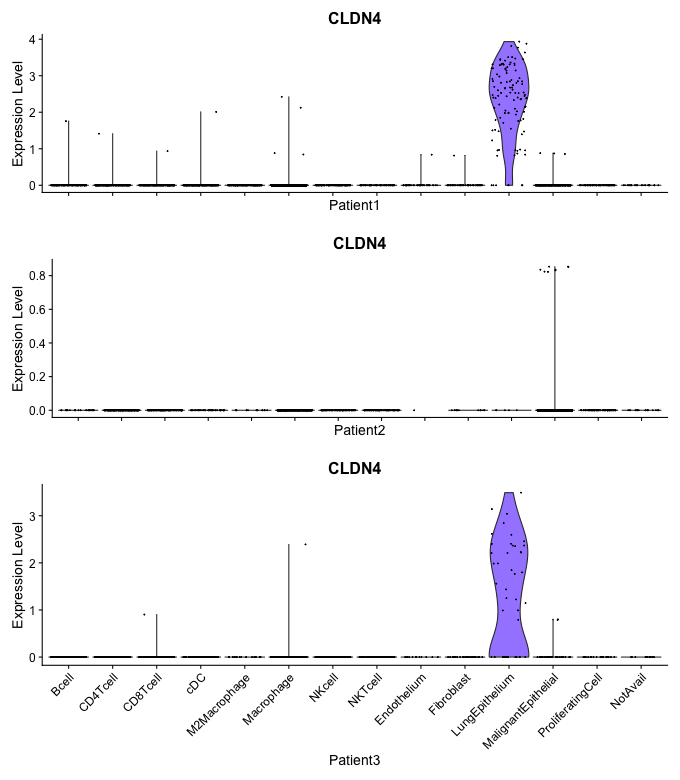 CLDN4
4
3
2
1
0
Expression Level
Patient1
CLDN4
0.8
0.6
0.4
0.2
0.0
Expression Level
Patient2
CLDN4
3
2
1
0
Expression Level
Bcell
CD4Tcell
CD8Tcell
cDC
M2Macrophage
Macrophage
NKcell
NKTcell
Endothelium
Fibroblast
LungEpithelium
MalignantEpithelial
ProliferatingCell
NotAvail
Patient3